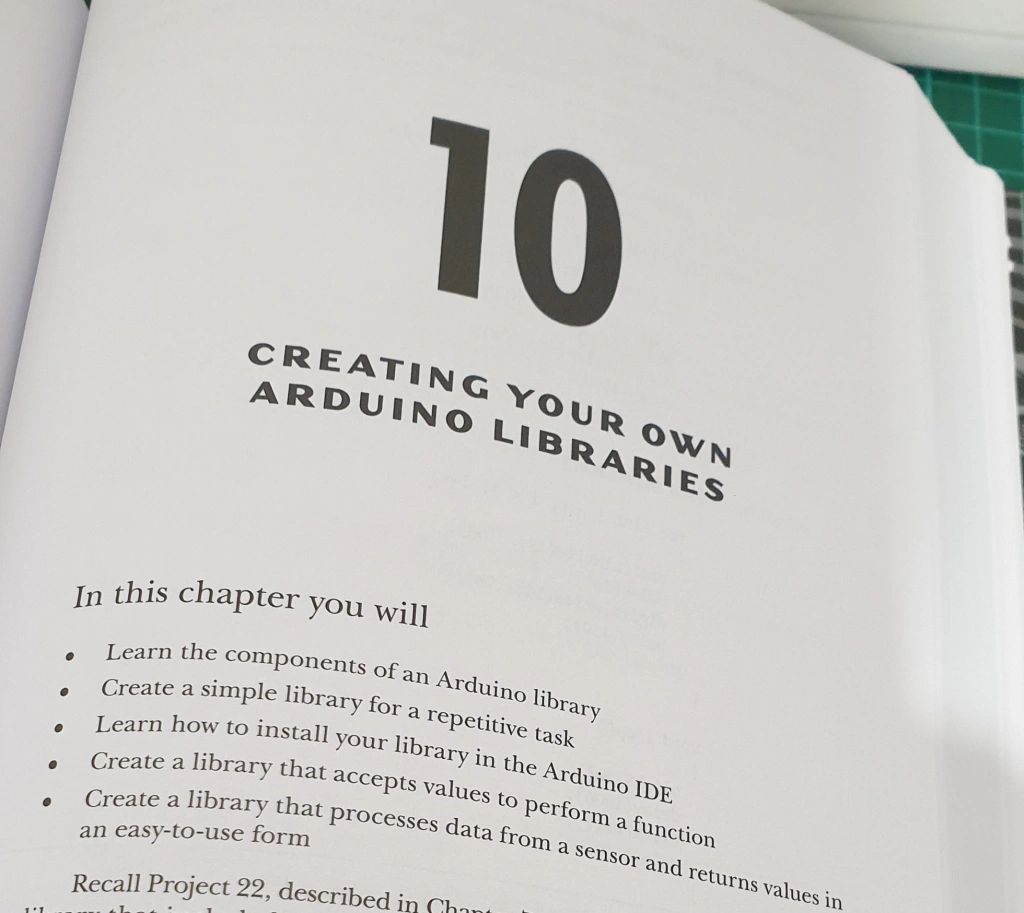 10
CREATING YOUR OWN
ARDUINO LIBRARIES
In this chapter you will
• Learn the components of an Arduino library
• Create a simple library for a repetitive task
• Learn how to install your library in the Arduino IDE
• Create a library that accepts values to perform a function
• Create a library that processes data from a sensor and returns values in
an easy-to-use form
Recall Project 22, described in